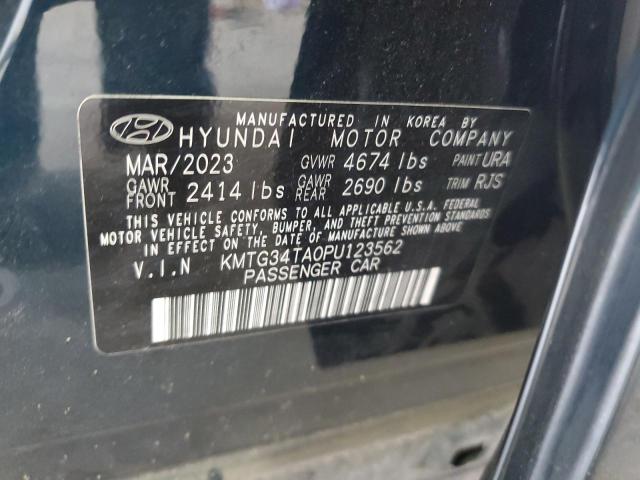 MANUFACTURED IN KOREA BY
HYUNDAI MOTOR COMPANY
MAR/2023 GVWR 4674 lbs PAINT URA
GAWR FRONT 2414 lbs GAWR REAR 2690 lbs TRIM RJS
THIS VEHICLE CONFORMS TO ALL APPLICABLE U.S.A. FEDERAL
MOTOR VEHICLE SAFETY, BUMPER, AND THEFT PREVENTION STANDARDS
IN EFFECT ON THE DATE OF MANUFACTURE SHOWN ABOVE.
V.I.N KMTG34TA0PU123562
PASSENGER CAR